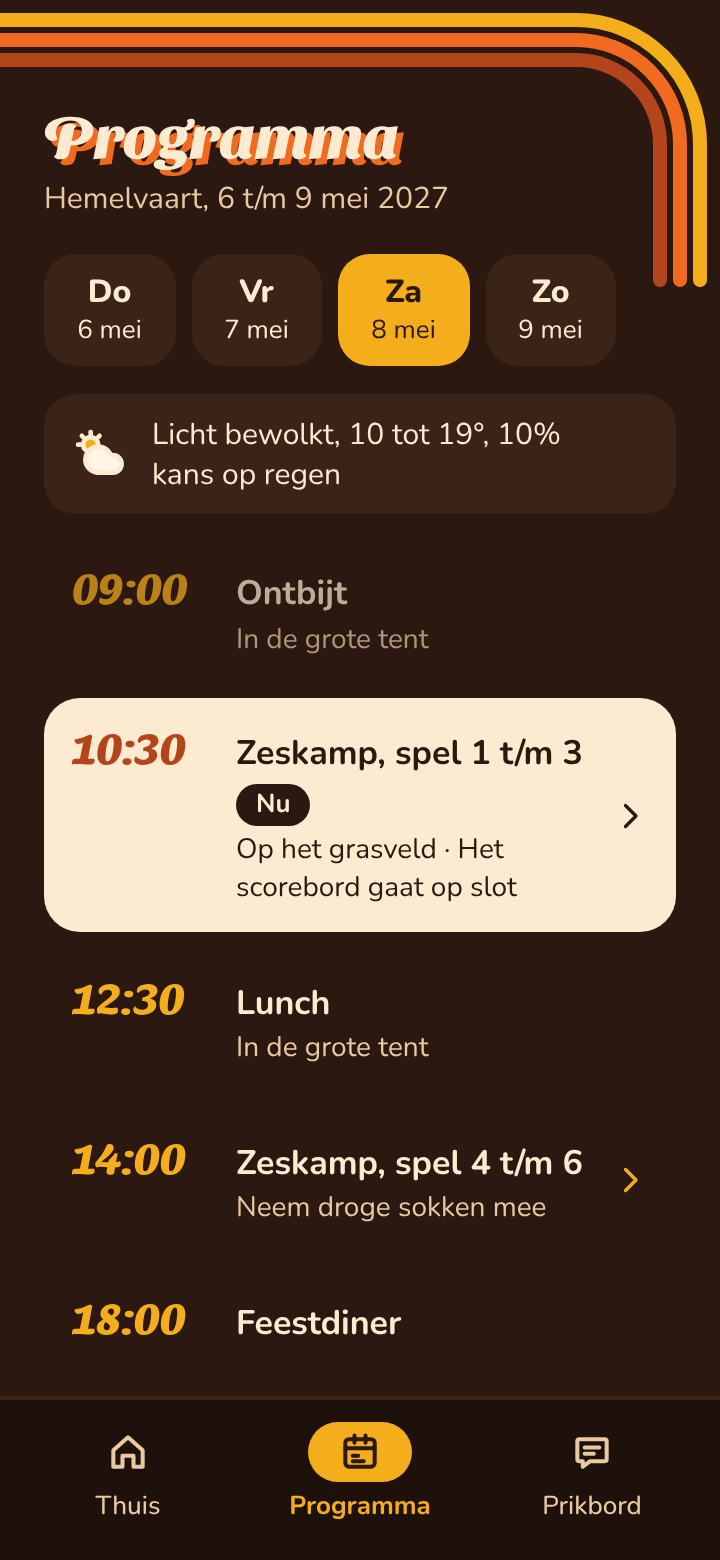 Programma
Hemelvaart, 6 t/m 9 mei 2027
Do
6 mei
Vr
7 mei
Za
8 mei
Zo
9 mei
Licht bewolkt, 10 tot 19°, 10%
kans op regen
09:00
Ontbijt
In de grote tent
10:30
Zeskamp, spel 1 t/m 3
Nu
Op het grasveld · Het
scorebord gaat op slot
12:30
Lunch
In de grote tent
14:00
Zeskamp, spel 4 t/m 6
Neem droge sokken mee
18:00
Feestdiner
Thuis
Programma
Prikbord